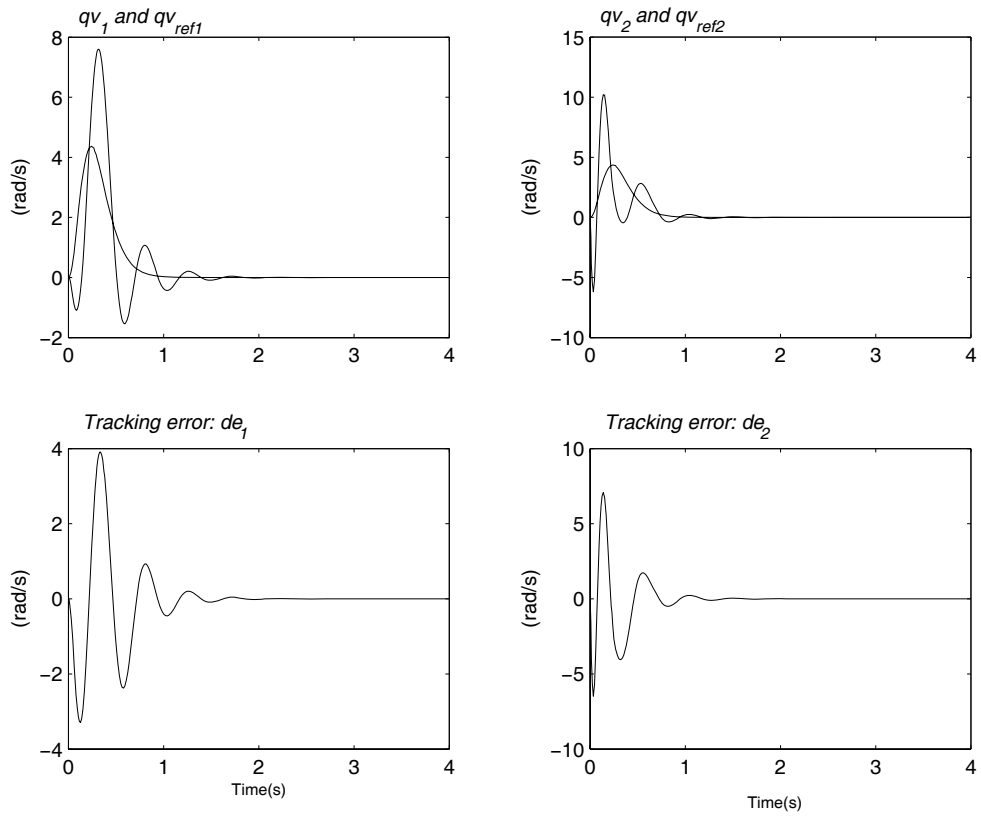 qv1 and qvref1
8
6
4
2
0
−2
(rad/s)
0 1 2 3 4
qv2 and qvref2
15
10
5
0
−5
−10
(rad/s)
0 1 2 3 4
Tracking error: de1
4
2
0
−2
−4
(rad/s)
0 1 2 3 4
Time(s)
Tracking error: de2
10
5
0
−5
−10
(rad/s)
0 1 2 3 4
Time(s)